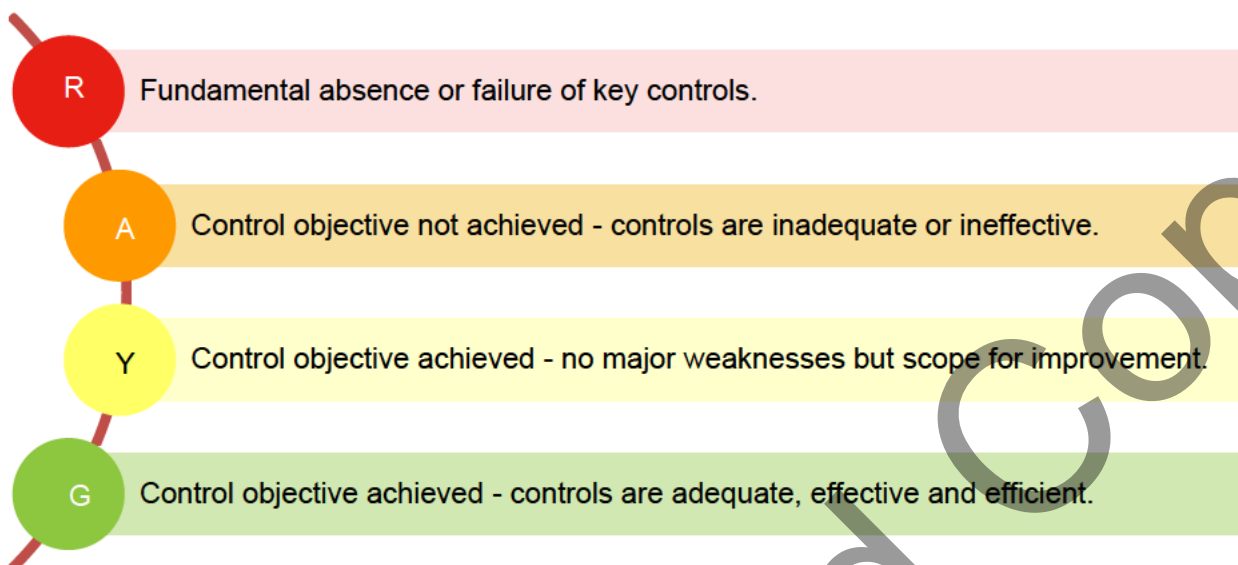 R
Fundamental absence or failure of key controls.
A
Control objective not achieved - controls are inadequate or ineffective.
Y
Control objective achieved - no major weaknesses but scope for improvement.
G
Control objective achieved - controls are adequate, effective and efficient.